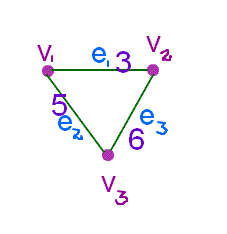 V₁ e₁ 3 V₂
5 e₂ 6 e₃
V₃